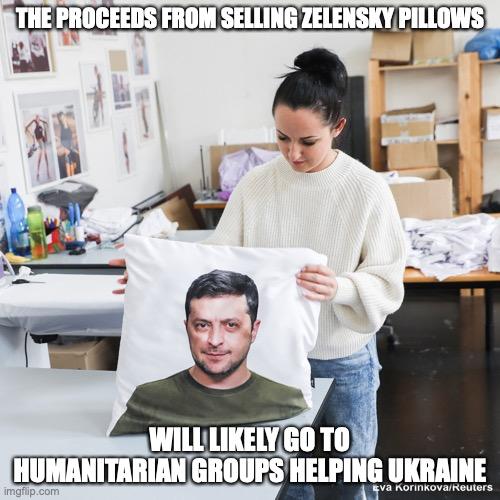 THE PROCEEDS FROM SELLING ZELENSKY PILLOWS
WILL LIKELY GO TO
HUMANITARIAN GROUPS HELPING UKRAINE
Eva Korinkova/Reuters
imgflip.com